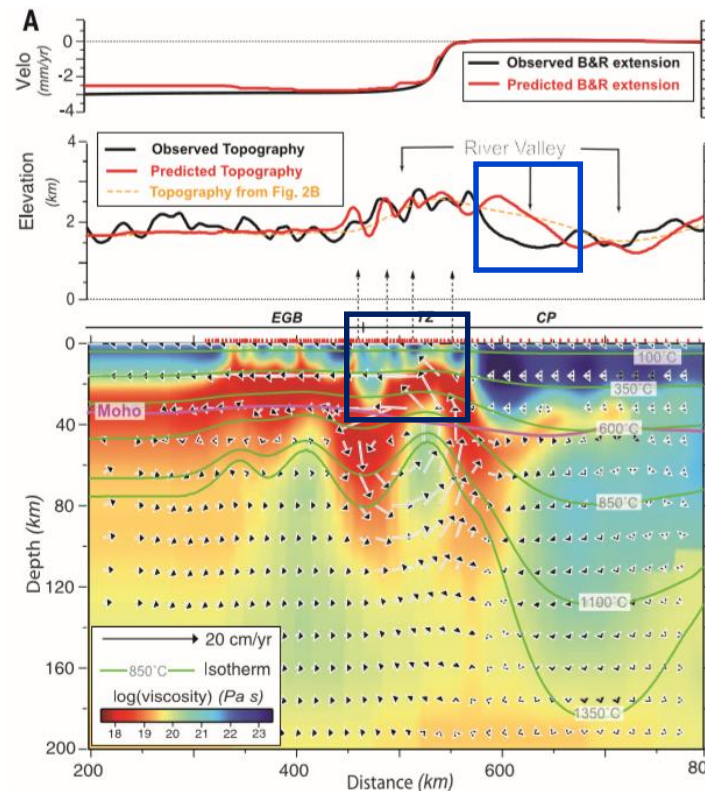 A
Velo
(mm/yr)
0
-2
-4
Observed B&R extension
Predicted B&R extension
Elevation
(km)
4
2
0
Observed Topography
Predicted Topography
Topography from Fig. 2B
River Valley
EGB
TZ
CP
Depth (km)
0
40
80
120
160
200
Moho
100°C
350°C
600°C
850°C
1100°C
1350°C
20 cm/yr
850°C
Isotherm
log(viscosity) (Pa s)
18 19 20 21 22 23
200 400 600
Distance (km)